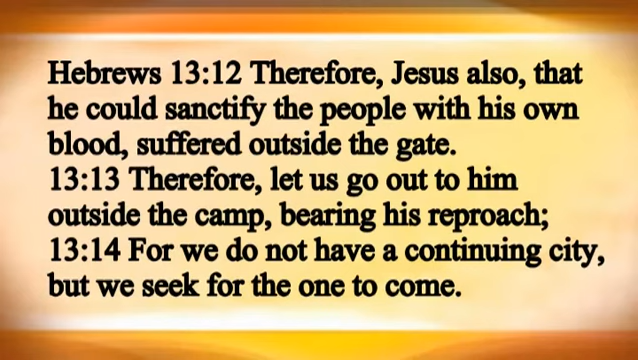 Hebrews 13:12 Therefore, Jesus also, that
he could sanctify the people with his own
blood, suffered outside the gate.
13:13 Therefore, let us go out to him
outside the camp, bearing his reproach;
13:14 For we do not have a continuing city,
but we seek for the one to come.